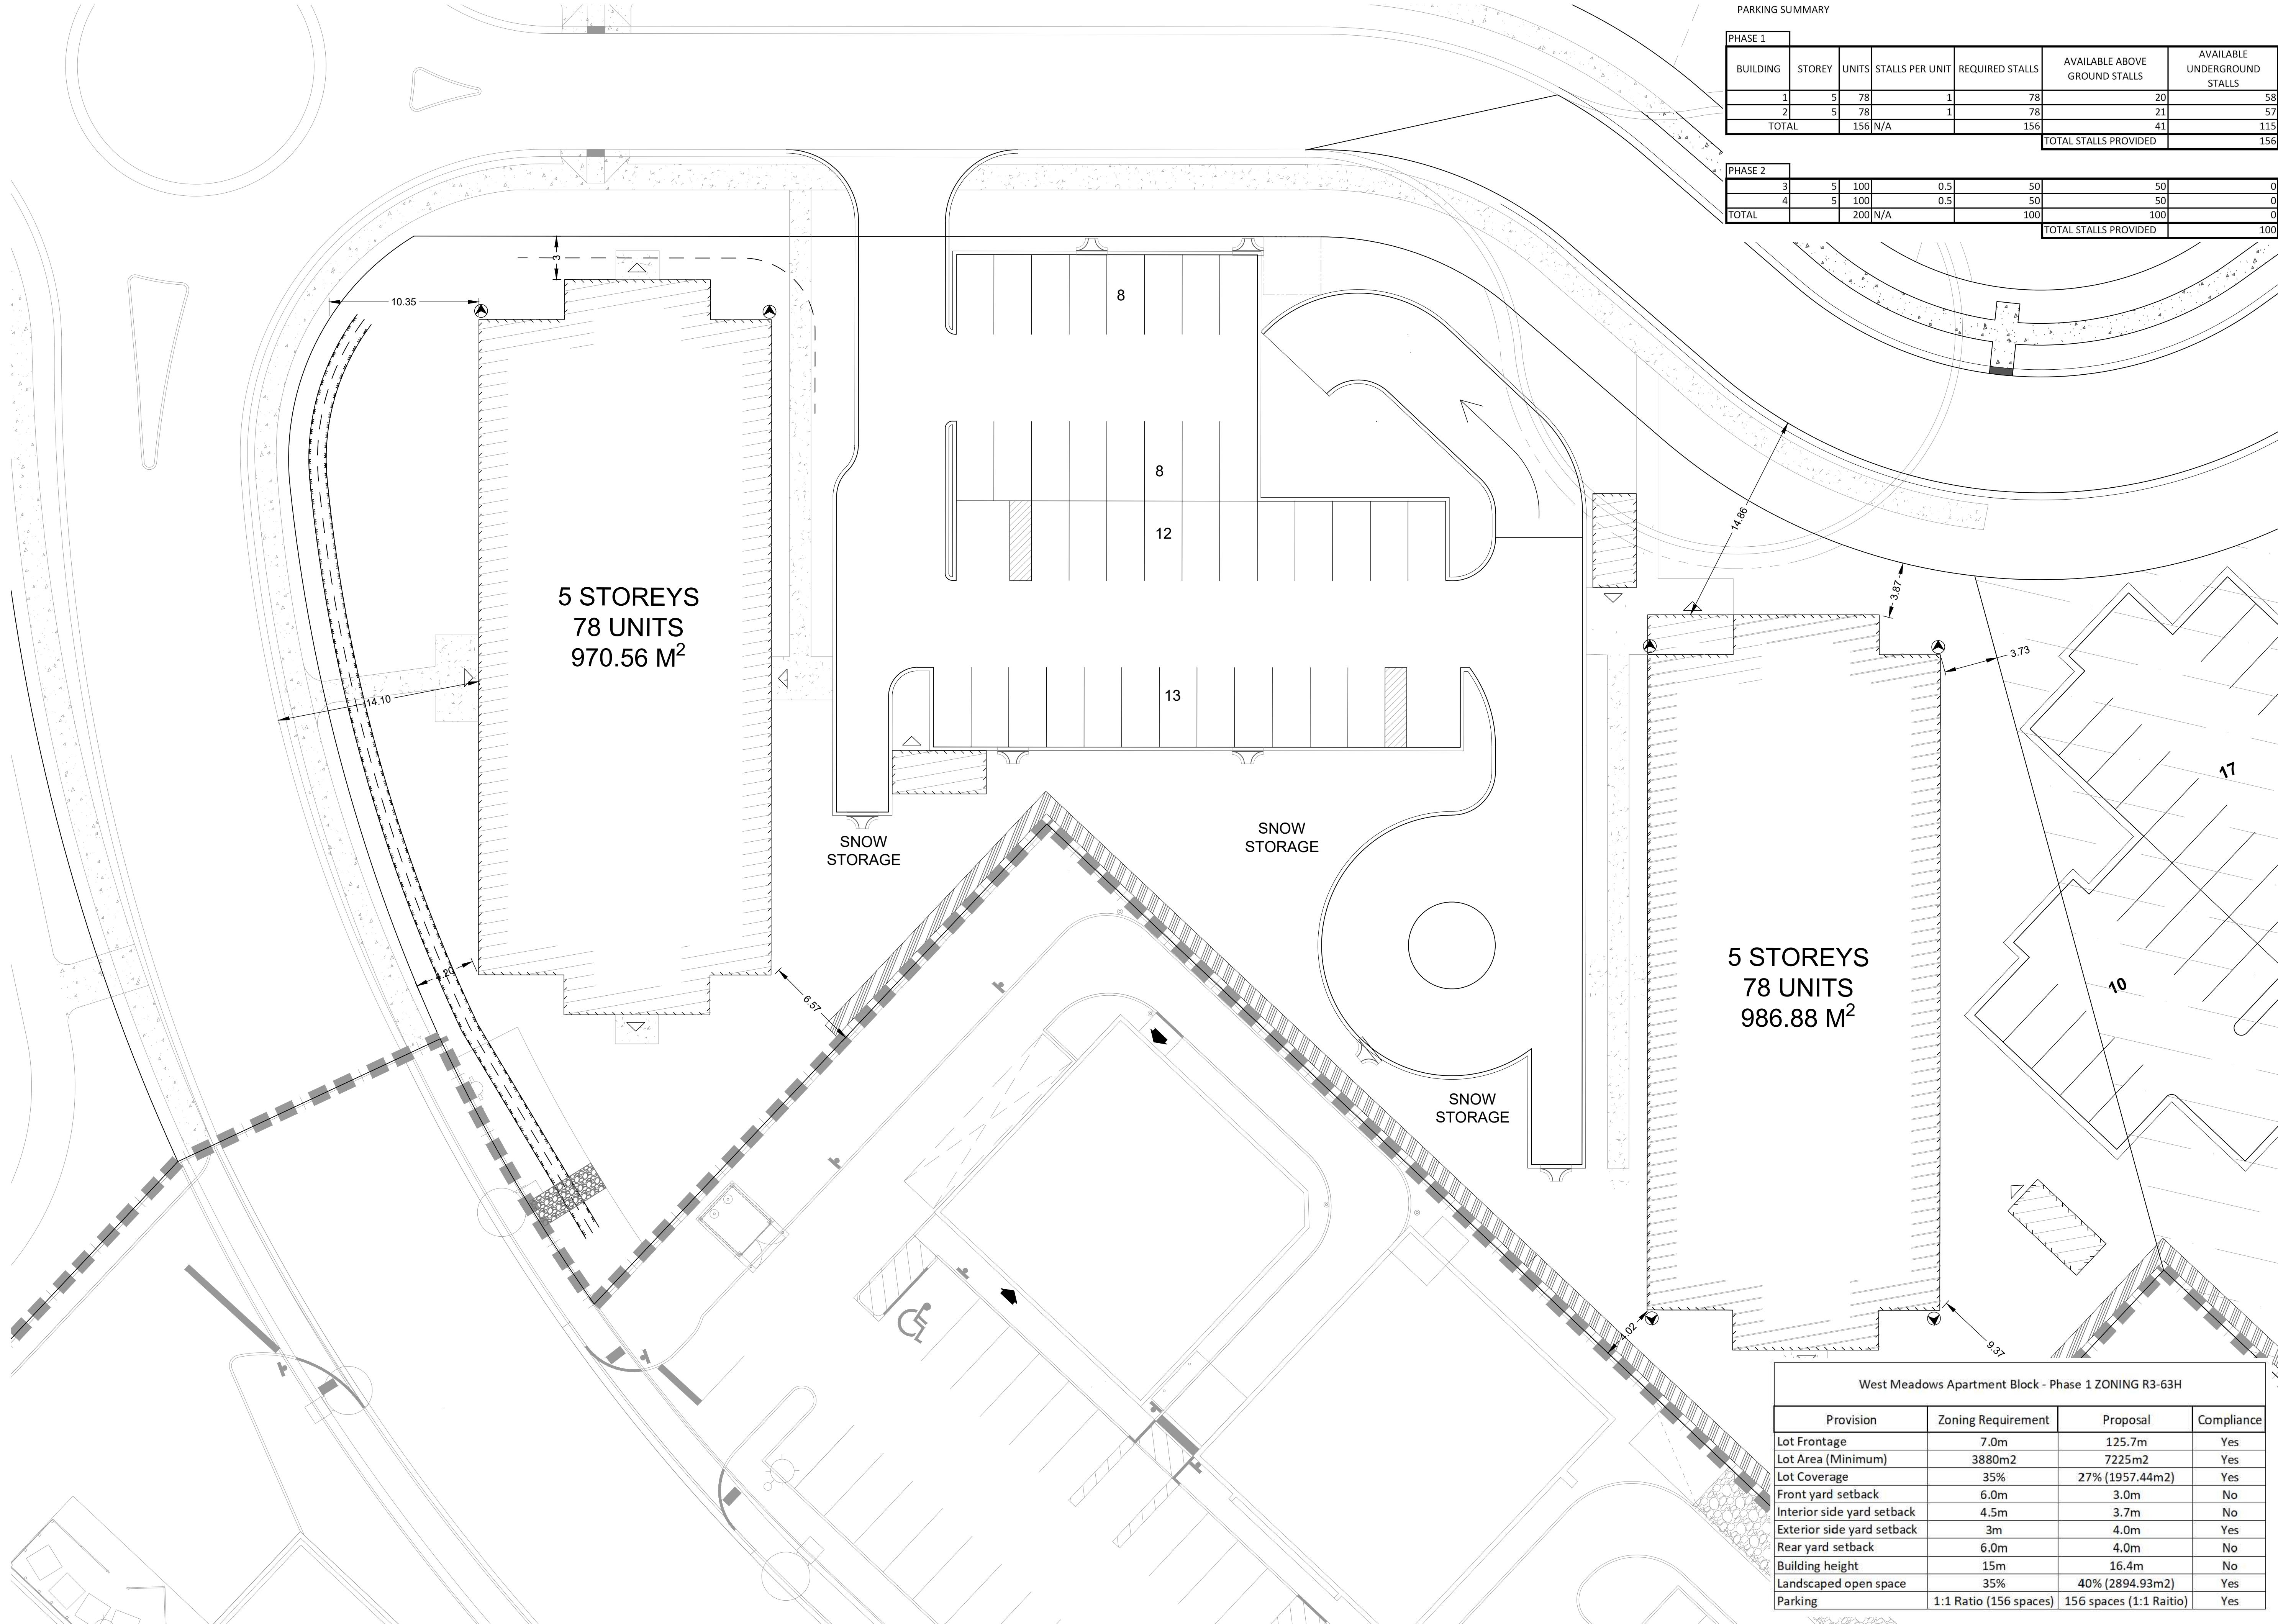 PARKING SUMMARY
PHASE 1
BUILDING STOREY UNITS STALLS PER UNIT REQUIRED STALLS AVAILABLE ABOVE GROUND STALLS AVAILABLE UNDERGROUND STALLS
1 5 78 1 78 20 58
2 5 78 1 78 21 57
TOTAL 156 N/A 156 41 115
TOTAL STALLS PROVIDED 156
PHASE 2
3 5 100 0.5 50 50 0
4 5 100 0.5 50 50 0
TOTAL 200 N/A 100 100 0
TOTAL STALLS PROVIDED 100
3
10.35
8
8
12
13
14.86
3.87
3.73
5 STOREYS
78 UNITS
970.56 M2
14.10
17
SNOW
STORAGE
SNOW
STORAGE
4.20
6.57
5 STOREYS
78 UNITS
986.88 M2
10
SNOW
STORAGE
4.02
9.37
West Meadows Apartment Block - Phase 1 ZONING R3-63H
Provision Zoning Requirement Proposal Compliance
Lot Frontage 7.0m 125.7m Yes
Lot Area (Minimum) 3880m2 7225m2 Yes
Lot Coverage 35% 27% (1957.44m2) Yes
Front yard setback 6.0m 3.0m No
Interior side yard setback 4.5m 3.7m No
Exterior side yard setback 3m 4.0m Yes
Rear yard setback 6.0m 4.0m No
Building height 15m 16.4m No
Landscaped open space 35% 40% (2894.93m2) Yes
Parking 1:1 Ratio (156 spaces) 156 spaces (1:1 Raitio) Yes